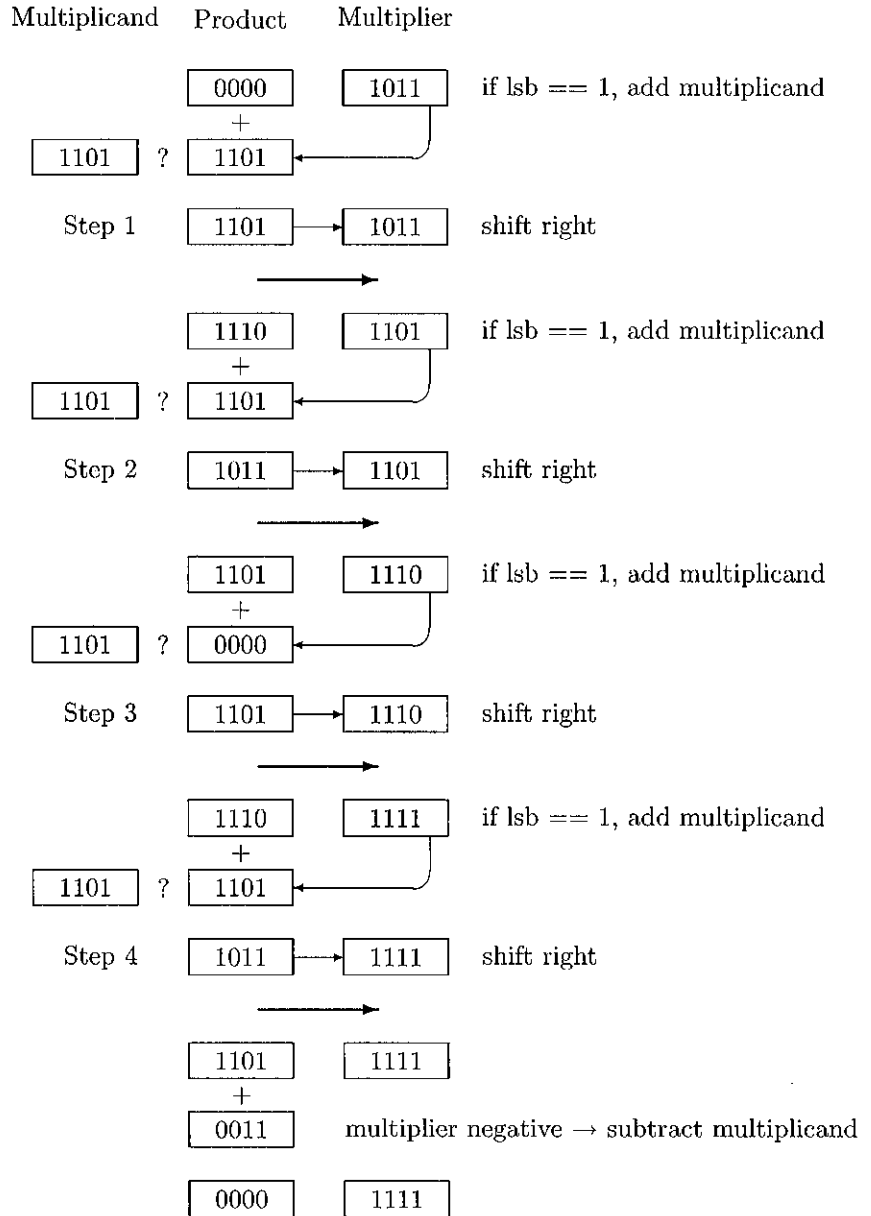 Multiplicand Product Multiplier
0000 1011 if lsb == 1, add multiplicand
+
1101 ? 1101
Step 1 1101 1011 shift right
1110 1101 if lsb == 1, add multiplicand
+
1101 ? 1101
Step 2 1011 1101 shift right
1101 1110 if lsb == 1, add multiplicand
+
1101 ? 0000
Step 3 1101 1110 shift right
1110 1111 if lsb == 1, add multiplicand
+
1101 ? 1101
Step 4 1011 1111 shift right
1101 1111
+
0011 multiplier negative → subtract multiplicand
0000 1111